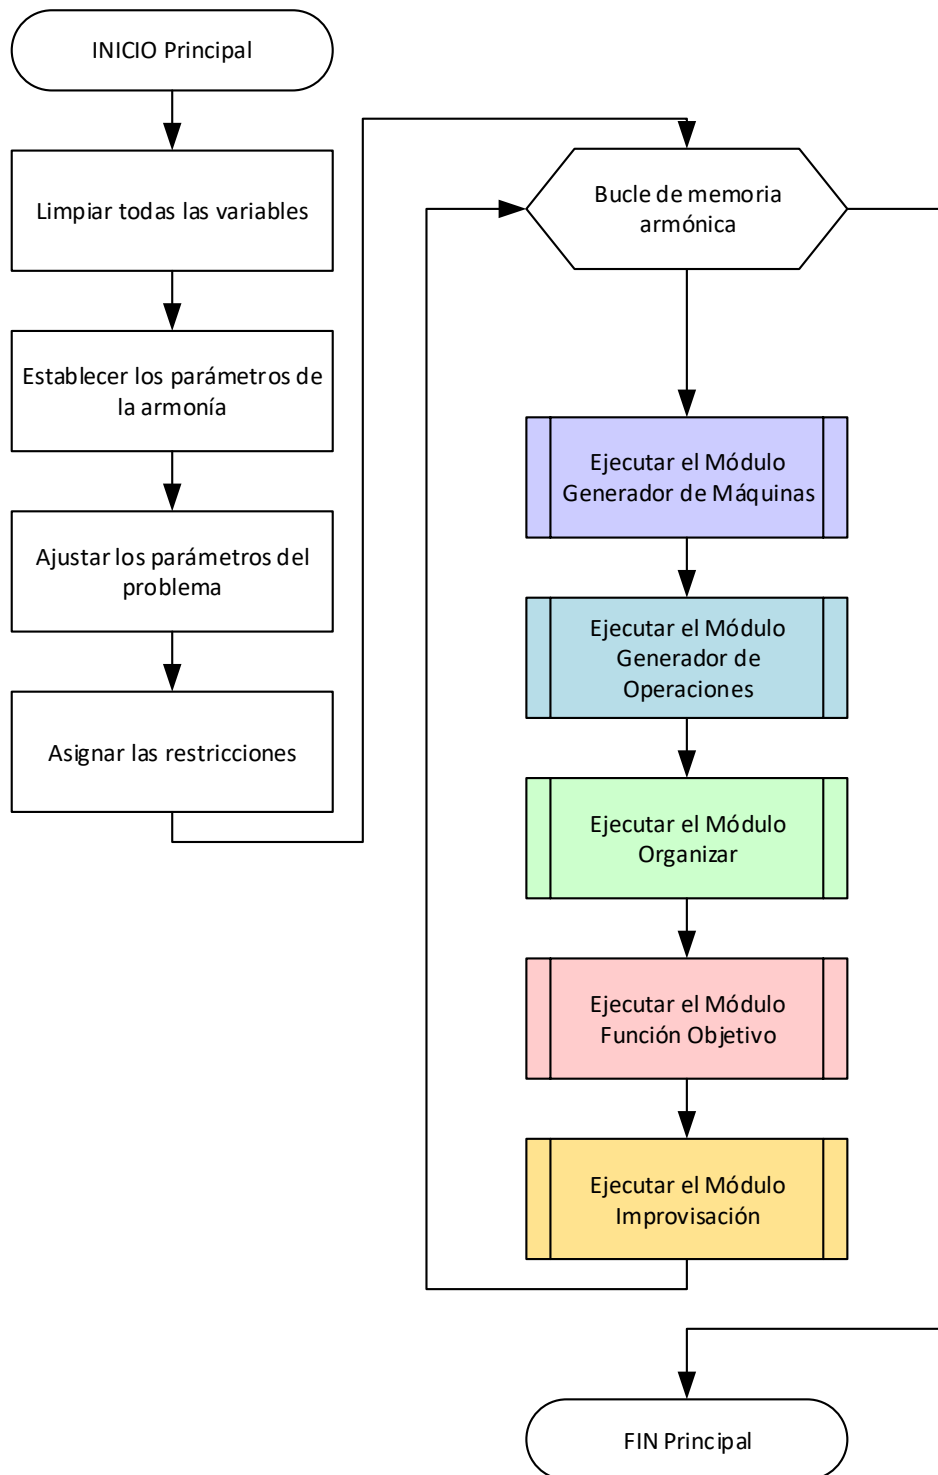 INICIO Principal
Limpiar todas las variables
Establecer los parámetros de
la armonía
Ajustar los parámetros del
problema
Asignar las restricciones
Bucle de memoria
armónica
Ejecutar el Módulo
Generador de Máquinas
Ejecutar el Módulo
Generador de
Operaciones
Ejecutar el Módulo
Organizar
Ejecutar el Módulo
Función Objetivo
Ejecutar el Módulo
Improvisación
FIN Principal